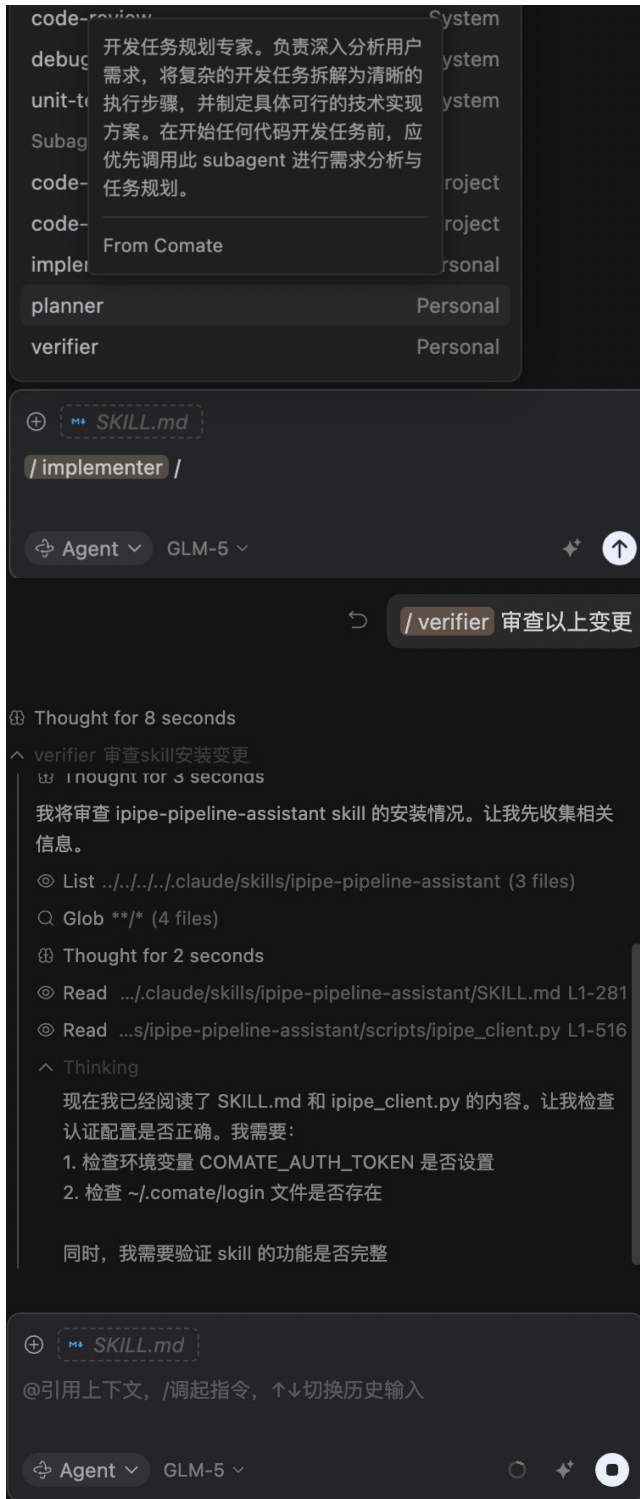 code-review System
开发任务规划专家。负责深入分析用户
debug ystem
需求，将复杂的开发任务拆解为清晰的
执行步骤，并制定具体可行的技术实现
unit-te ystem
方案。在开始任何代码开发任务前，应
Subag
优先调用此 subagent 进行需求分析与
code- roject
任务规划。
code- roject
From Comate
impler rsonal
planner Personal
verifier Personal
SKILL.md
/ implementer /
Agent GLM-5
/ verifier 审查以上变更
Thought for 8 seconds
verifier 审查skill安装变更
Thought for 3 seconds
我将审查 ipipe-pipeline-assistant skill 的安装情况。让我先收集相关
信息。
List ../../../../.claude/skills/ipipe-pipeline-assistant (3 files)
Glob **/* (4 files)
Thought for 2 seconds
Read .../.claude/skills/ipipe-pipeline-assistant/SKILL.md L1-281
Read ...s/ipipe-pipeline-assistant/scripts/ipipe_client.py L1-516
Thinking
现在我已经阅读了 SKILL.md 和 ipipe_client.py 的内容。让我检查
认证配置是否正确。我需要：
1. 检查环境变量 COMATE_AUTH_TOKEN 是否设置
2. 检查 ~/.comate/login 文件是否存在
同时，我需要验证 skill 的功能是否完整
SKILL.md
@引用上下文，/调起指令，↑↓切换历史输入
Agent GLM-5